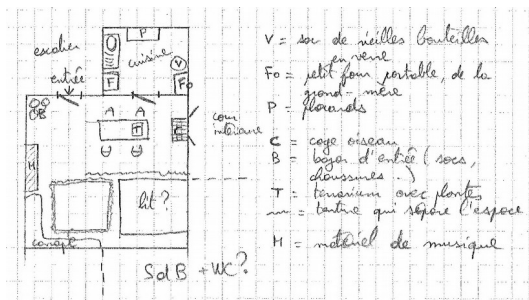 escalier
entrée
P
cuisine
V
F
Fo
B
A A
T
C
cour
intérieure
H
lit?
canapé
SdB + WC?
V = sac de vieilles bouteilles
en verre
Fo = petit four portable, de la
grand-mère
P = placards
C = cage oiseau
B = bazar d'entrée (sacs,
chaussures ..)
T = terrarium avec plantes
= tenture qui sépare l'espace
H = matériel de musique